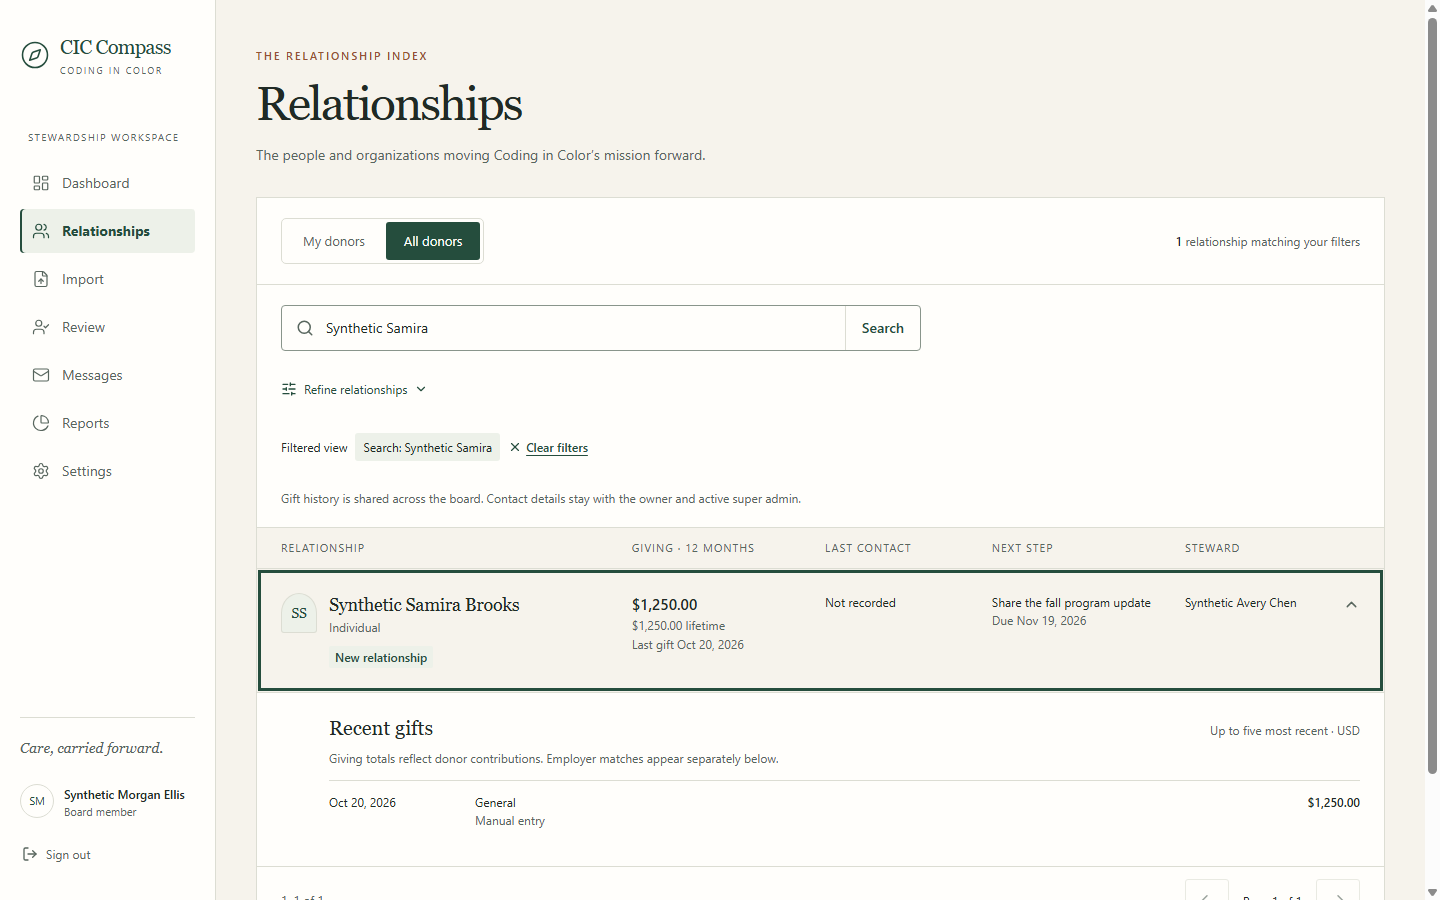 CIC Compass
CODING IN COLOR
STEWARDSHIP WORKSPACE
Dashboard
Relationships
Import
Review
Messages
Reports
Settings
Care, carried forward.
SM
Synthetic Morgan Ellis
Board member
Sign out
THE RELATIONSHIP INDEX
Relationships
The people and organizations moving Coding in Color's mission forward.
My donors
All donors
1 relationship matching your filters
Synthetic Samira
Search
Refine relationships
Filtered view
Search: Synthetic Samira
Clear filters
Gift history is shared across the board. Contact details stay with the owner and active super admin.
RELATIONSHIP
GIVING · 12 MONTHS
LAST CONTACT
NEXT STEP
STEWARD
SS
Synthetic Samira Brooks
Individual
New relationship
$1,250.00
$1,250.00 lifetime
Last gift Oct 20, 2026
Not recorded
Share the fall program update
Due Nov 19, 2026
Synthetic Avery Chen
Recent gifts
Up to five most recent · USD
Giving totals reflect donor contributions. Employer matches appear separately below.
Oct 20, 2026
General
Manual entry
$1,250.00